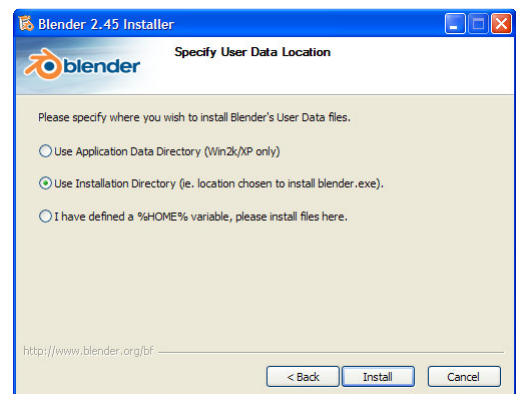 Blender 2.45 Installer
blender
Specify User Data Location
Please specify where you wish to install Blender's User Data files.
Use Application Data Directory (Win2k/XP only)
Use Installation Directory (ie. location chosen to install blender.exe).
I have defined a %HOME% variable, please install files here.
http://www.blender.org/bf
< Back Install Cancel